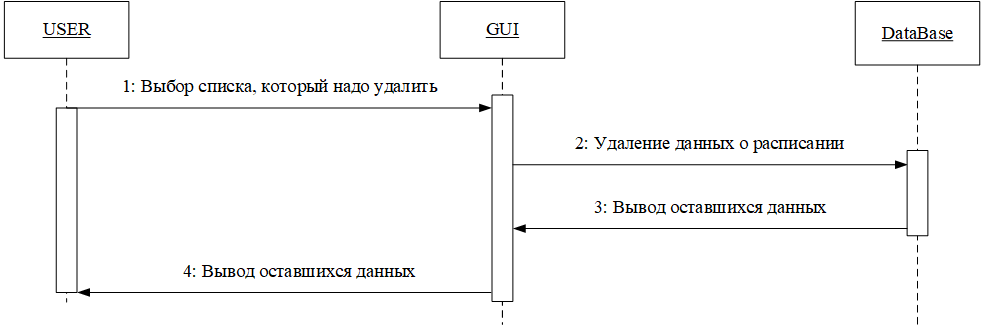 USER
GUI
DataBase
1: Выбор списка, который надо удалить
2: Удаление данных о расписании
3: Вывод оставшихся данных
4: Вывод оставшихся данных